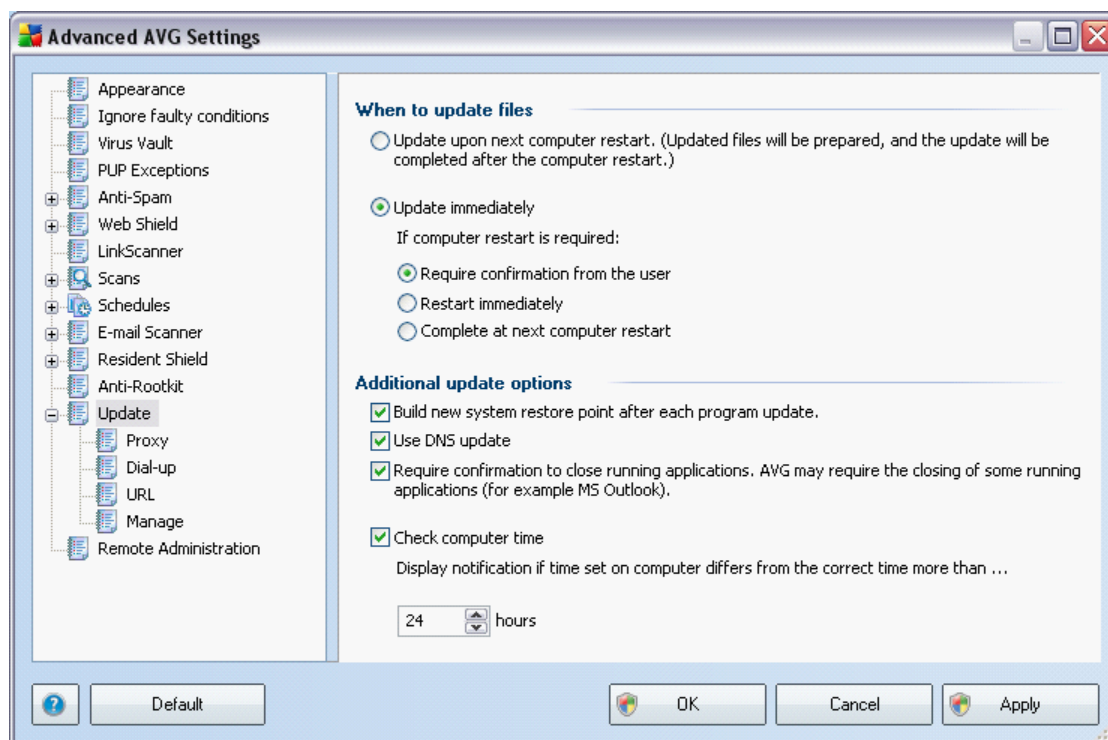 Advanced AVG Settings
Appearance
Ignore faulty conditions
Virus Vault
PUP Exceptions
Anti-Spam
Web Shield
LinkScanner
Scans
Schedules
E-mail Scanner
Resident Shield
Anti-Rootkit
Update
Proxy
Dial-up
URL
Manage
Remote Administration
When to update files
Update upon next computer restart. (Updated files will be prepared, and the update will be
completed after the computer restart.)
Update immediately
If computer restart is required:
Require confirmation from the user
Restart immediately
Complete at next computer restart
Additional update options
Build new system restore point after each program update.
Use DNS update
Require confirmation to close running applications. AVG may require the closing of some running
applications (for example MS Outlook).
Check computer time
Display notification if time set on computer differs from the correct time more than ...
24 hours
? Default OK Cancel Apply